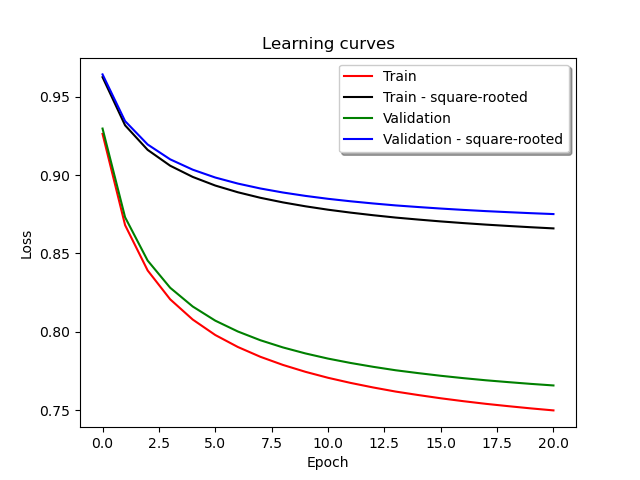 Learning curves
Train
Train - square-rooted
Validation
Validation - square-rooted
0.95
0.90
0.85
0.80
0.75
Loss
0.0 2.5 5.0 7.5 10.0 12.5 15.0 17.5 20.0
Epoch